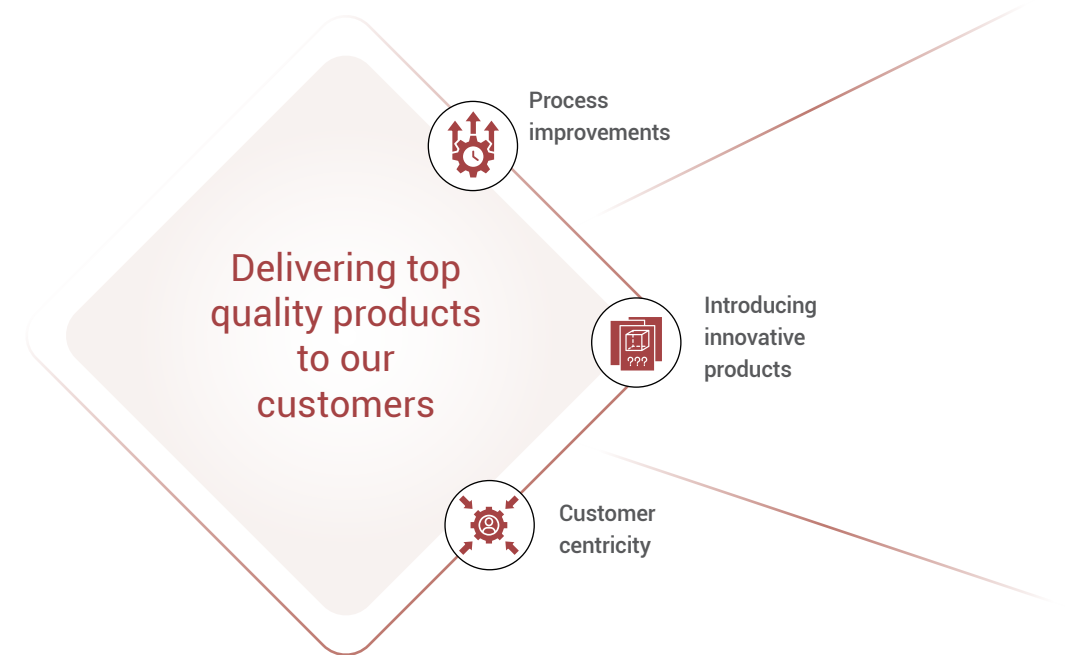 Process
improvements
Delivering top
quality products
to our
customers
Introducing
innovative
products
???
Customer
centricity